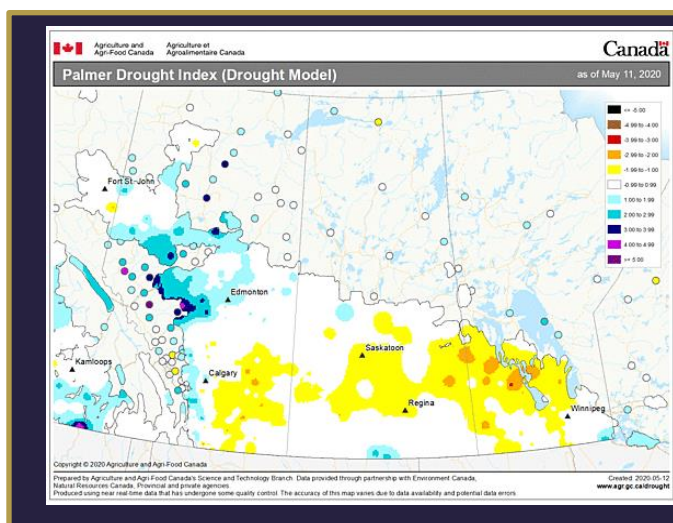 Agriculture and
Agri-Food Canada
Agriculture et
Agroalimentaire Canada
Canada
Palmer Drought Index (Drought Model)
as of May 11, 2020
<= -5.00
-4.99 to -4.00
-3.99 to -3.00
-2.99 to -2.00
-1.99 to -1.00
-0.99 to 0.99
1.00 to 1.99
2.00 to 2.99
3.00 to 3.99
4.00 to 4.99
>= 5.00
Fort St-John
Edmonton
Saskatoon
Kamloops
Calgary
Regina
Winnipeg
Copyright © 2020 Agriculture and Agri-Food Canada
Prepared by Agriculture and Agri-Food Canada's Science and Technology Branch. Data provided through partnership with Environment Canada,
Natural Resources Canada, Provincial and private agencies
Produced using near real-time data that has undergone some quality control. The accuracy of this map varies due to data availability and potential data errors
Created: 2020-05-12
www.agr.gc.ca/drought